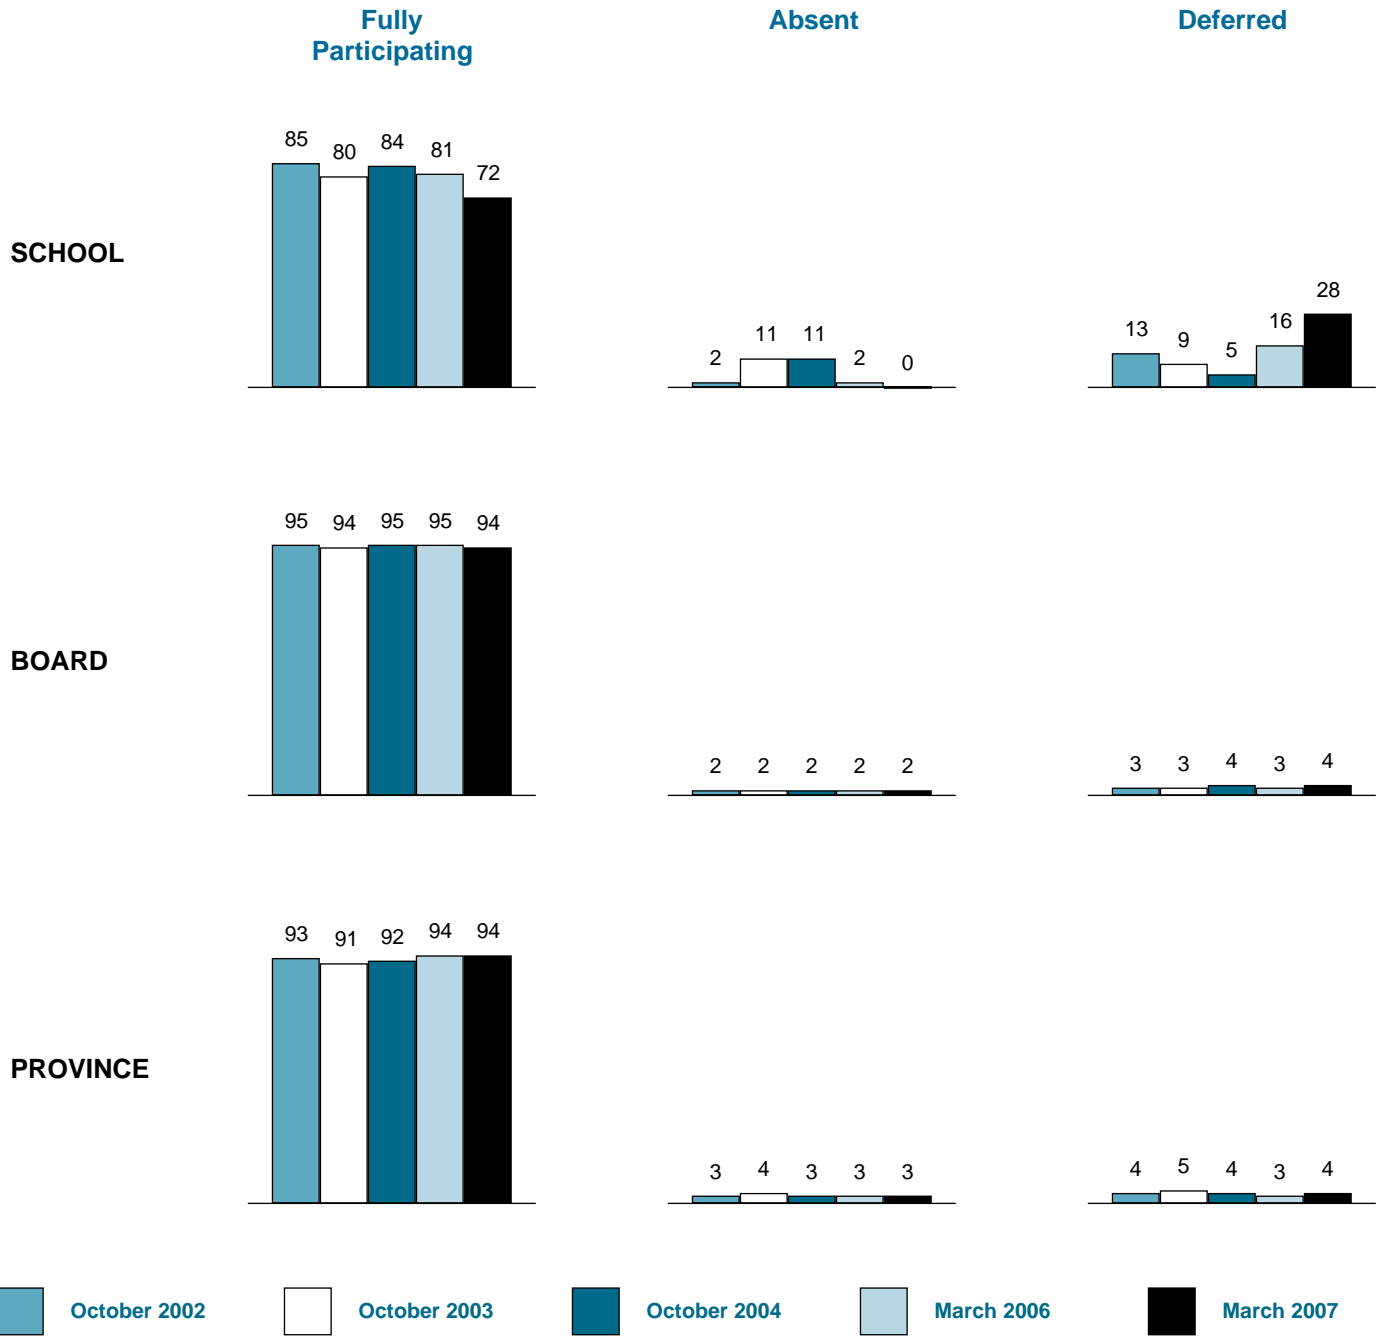 Fully
Participating
Absent
Deferred
SCHOOL
85 80 84 81 72
2 11 11 2 0
13 9 5 16 28
BOARD
95 94 95 95 94
2 2 2 2 2
3 3 4 3 4
PROVINCE
93 91 92 94 94
3 4 3 3 3
4 5 4 3 4
October 2002
October 2003
October 2004
March 2006
March 2007